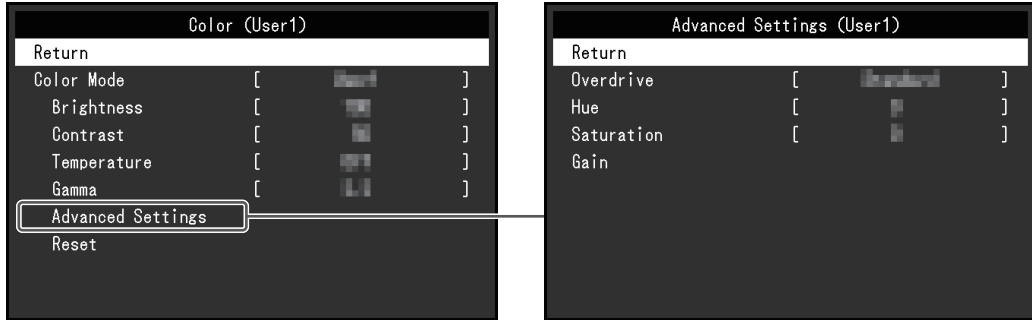 Color (User1)
Return
Color Mode [ ]
Brightness [ ]
Contrast [ ]
Temperature [ ]
Gamma [ ]
Advanced Settings
Reset
Advanced Settings (User1)
Return
Overdrive [ ]
Hue [ ]
Saturation [ ]
Gain